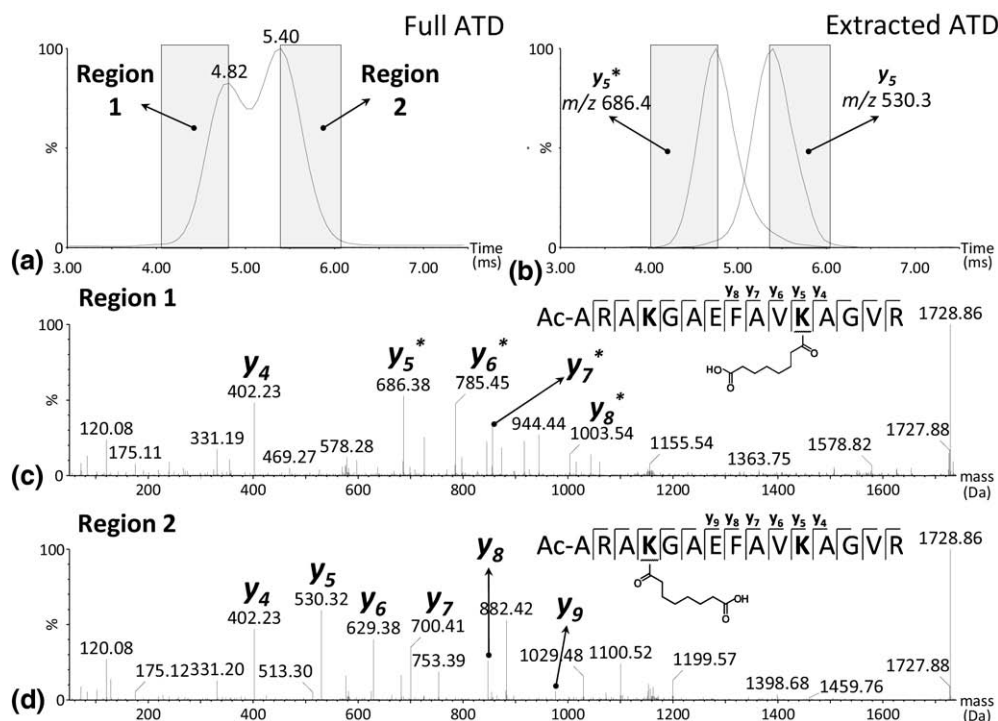 Full ATD
100
5.40
4.82
Region
1
Region
2
%
0
3.00
4.00
5.00
6.00
7.00
Time
(ms)
(a)
Extracted ATD
100
y5*
m/z 686.4
y5
m/z 530.3
%
0
3.00
4.00
5.00
6.00
7.00
Time
(ms)
(b)
Region 1
y8 y7 y6 y5 y4
Ac-ARAKGAEFAVKAGVR
1728.86
HO
O
O
100
%
0
y4
402.23
y5*
686.38
y6*
785.45
y7*
y8*
1003.54
944.44
120.08
175.11
331.19
469.27
578.28
1155.54
1363.75
1578.82
1727.88
200
400
600
800
1000
1200
1400
1600
mass
(Da)
(c)
Region 2
y9 y8 y7 y6 y5 y4
Ac-ARAKGAEFAVKAGVR
1728.86
O
OH
O
100
%
0
y4
402.23
y5
530.32
y6
629.38
y7
700.41
y8
y9
882.42
120.08
175.12
331.20
513.30
753.39
1029.48
1100.52
1199.57
1398.68
1459.76
1727.88
200
400
600
800
1000
1200
1400
1600
mass
(Da)
(d)